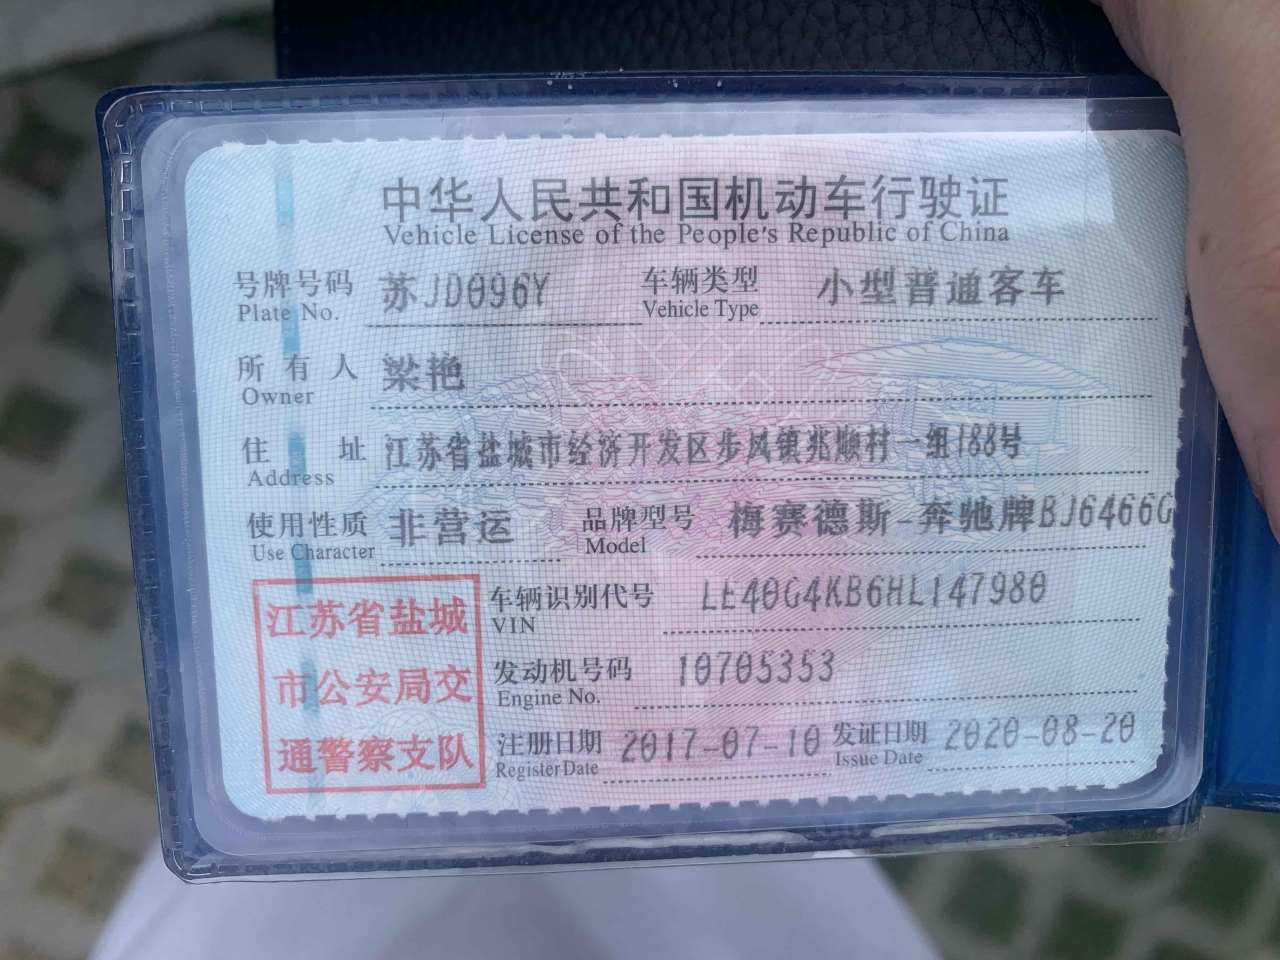 中华人民共和国机动车行驶证
Vehicle License of the People's Republic of China
号牌号码 苏JD096Y 车辆类型 小型普通客车
Plate No. Vehicle Type
所有人 梁艳
Owner
住址 江苏省盐城市经济开发区步凤镇兆顺村一组188号
Address
使用性质 非营运 品牌型号 梅赛德斯-奔驰牌BJ6466G
Use Character Model
车辆识别代号 LE40G4KB6HL147980
VIN
发动机号码 10705353
Engine No.
注册日期 2017-07-10 发证日期 2020-08-20
Register Date Issue Date
江苏省盐城
市公安局交
通警察支队